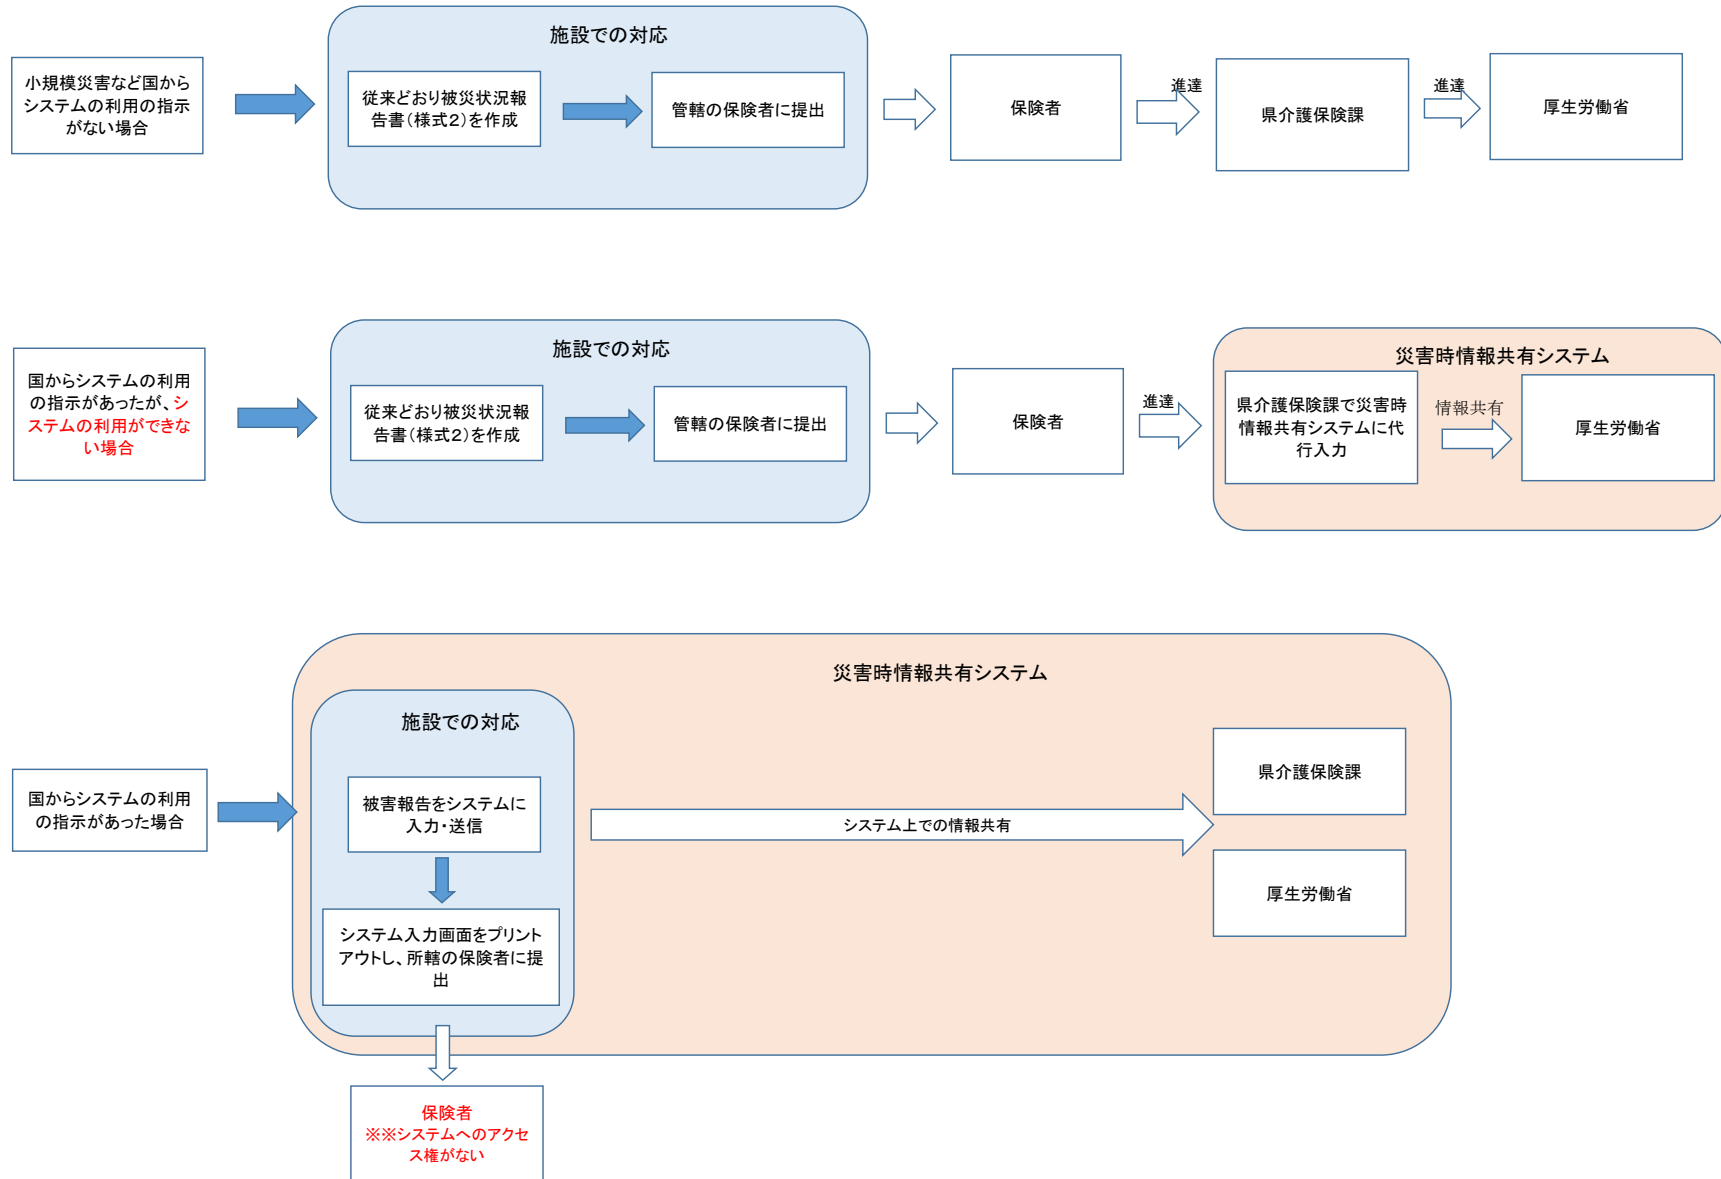 施設での対応
小規模災害など国から
システムの利用の指示
がない場合
従来どおり被災状況報
告書(様式2)を作成
管轄の保険者に提出
保険者
進達
県介護保険課
進達
厚生労働省
施設での対応
国からシステムの利用
の指示があったが、シ
ステムの利用ができな
い場合
従来どおり被災状況報
告書(様式2)を作成
管轄の保険者に提出
保険者
進達
災害時情報共有システム
県介護保険課で災害時
情報共有システムに代
行入力
情報共有
厚生労働省
災害時情報共有システム
施設での対応
国からシステムの利用
の指示があった場合
被害報告をシステムに
入力・送信
システム上での情報共有
県介護保険課
厚生労働省
システム入力画面をプリント
アウトし、所轄の保険者に提
出
保険者
※※システムへのアクセ
ス権がない